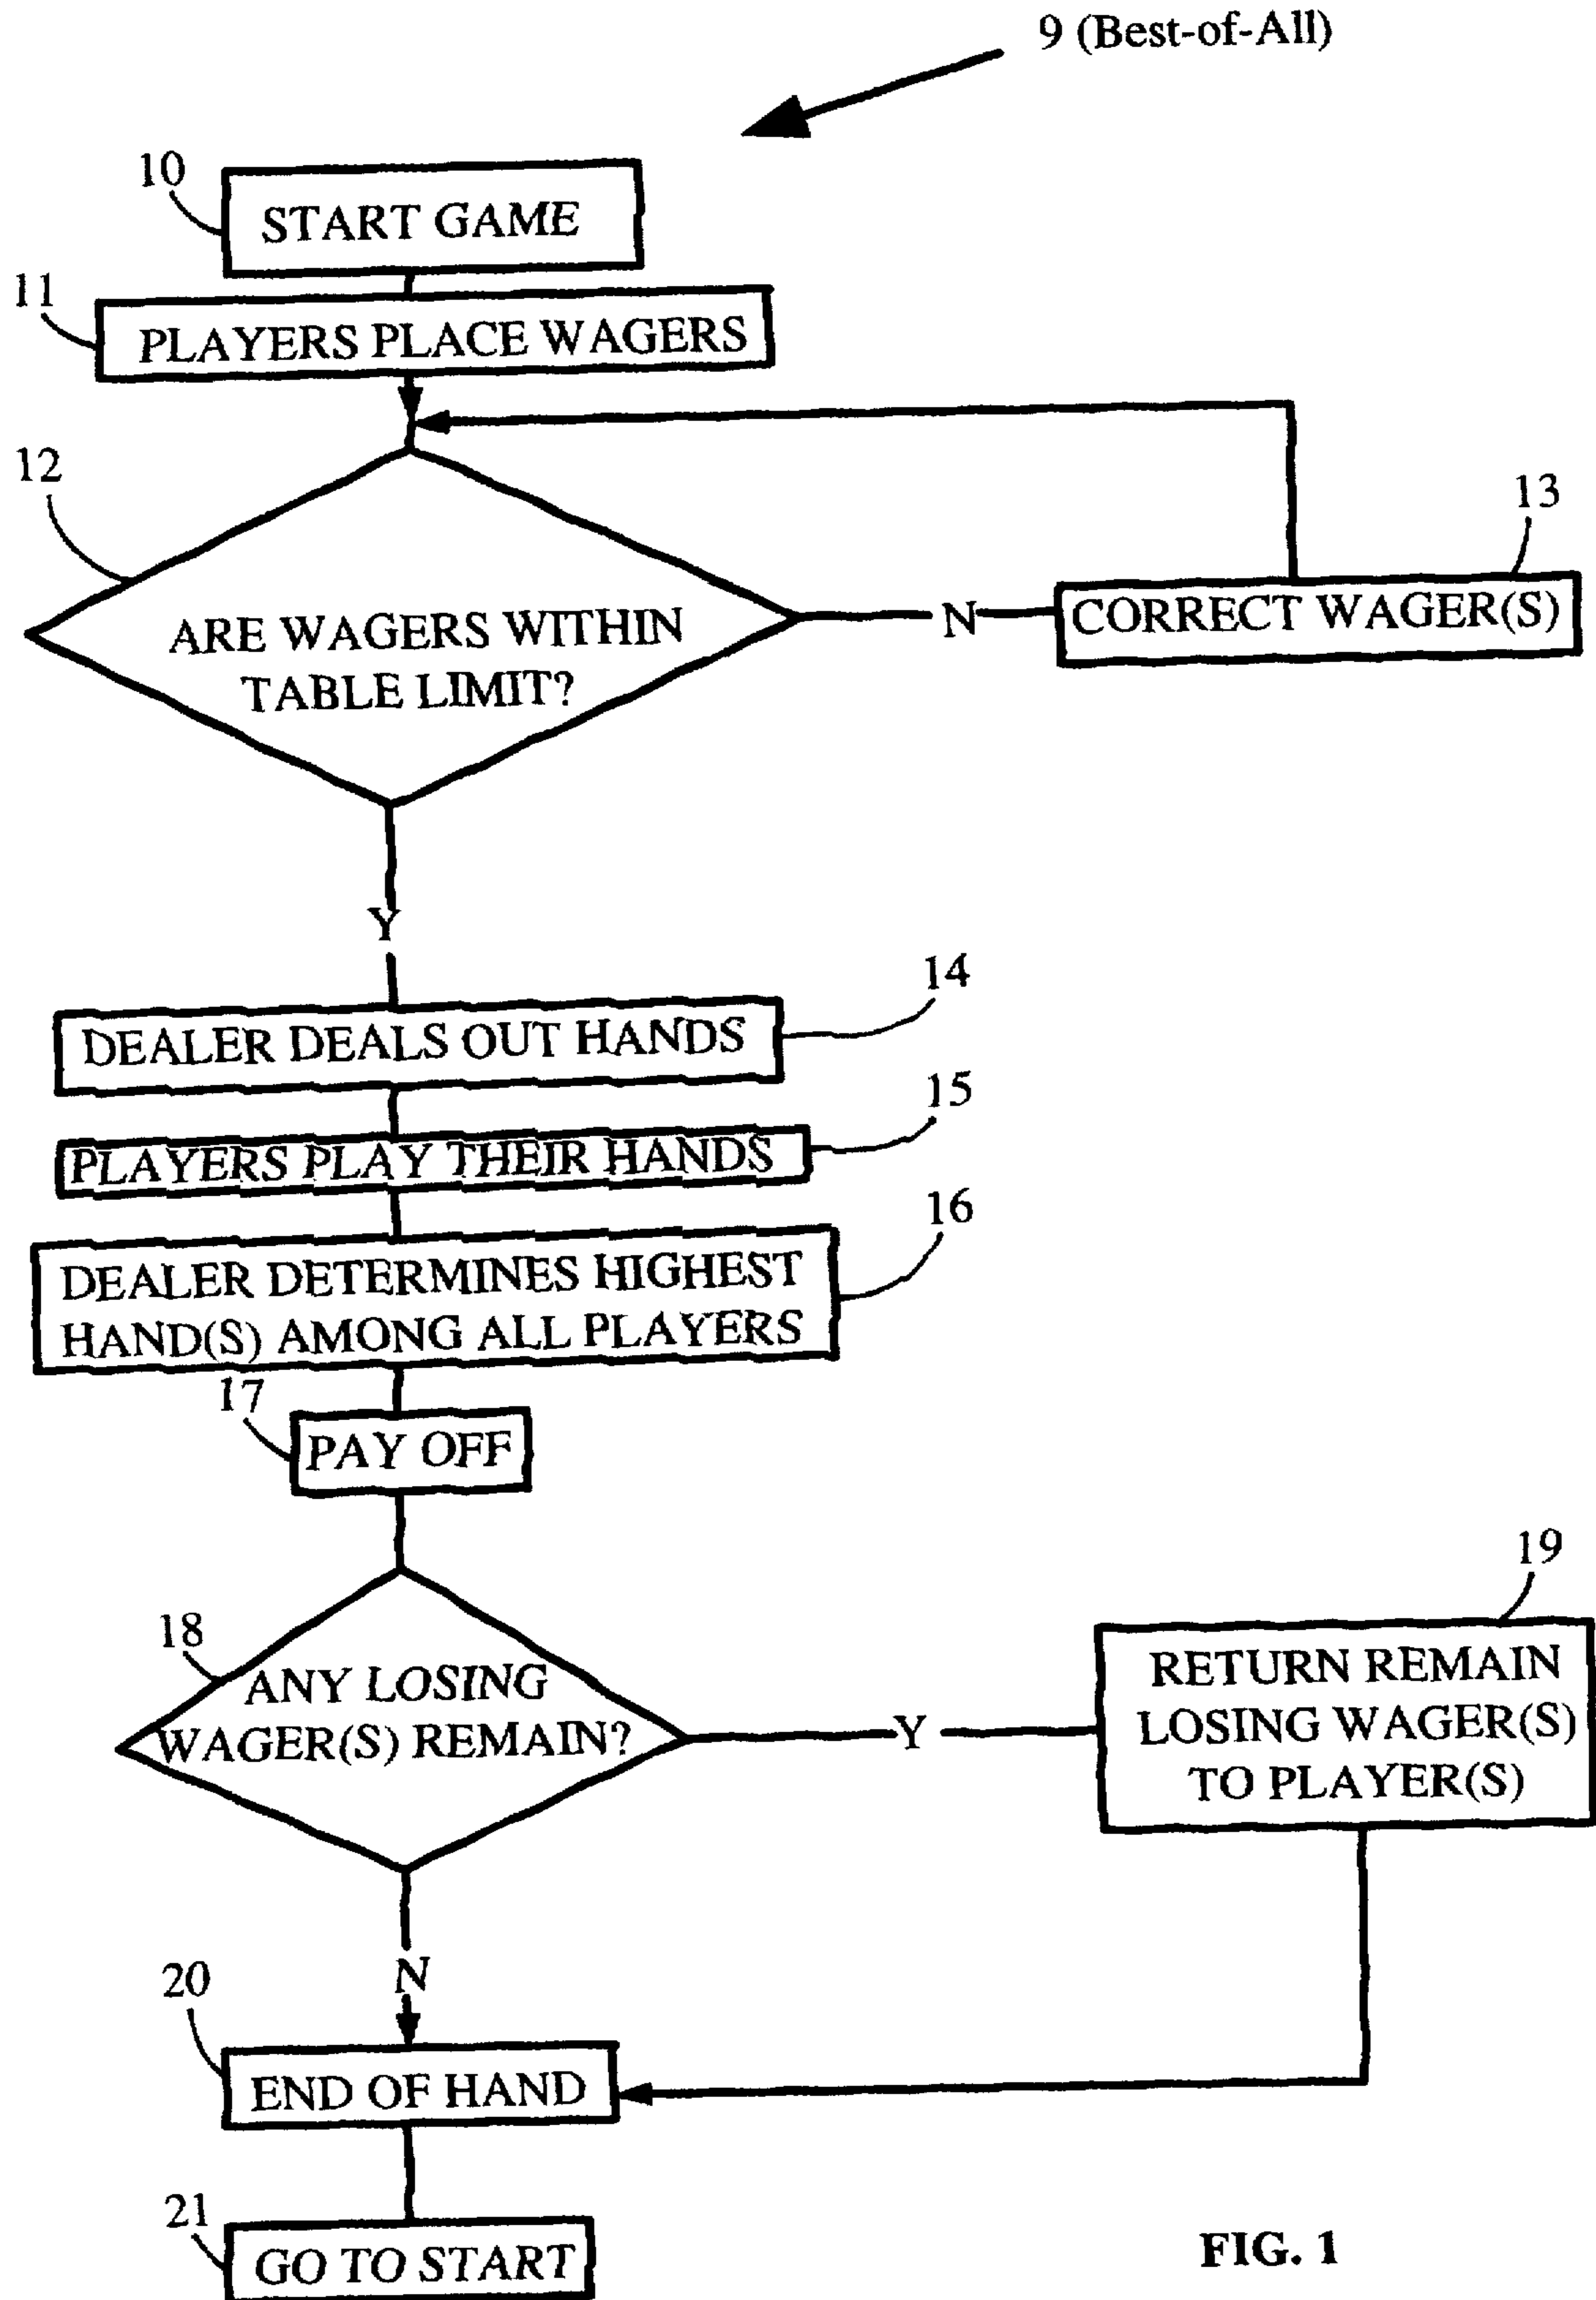 9 (Best-of-All)
10
START GAME
11
PLAYERS PLACE WAGERS
12
ARE WAGERS WITHIN
TABLE LIMIT?
N
13
CORRECT WAGER(S)
Y
14
DEALER DEALS OUT HANDS
15
PLAYERS PLAY THEIR HANDS
16
DEALER DETERMINES HIGHEST
HAND(S) AMONG ALL PLAYERS
17
PAY OFF
18
ANY LOSING
WAGER(S) REMAIN?
Y
19
RETURN REMAIN
LOSING WAGER(S)
TO PLAYER(S)
N
20
END OF HAND
21
GO TO START
FIG. 1